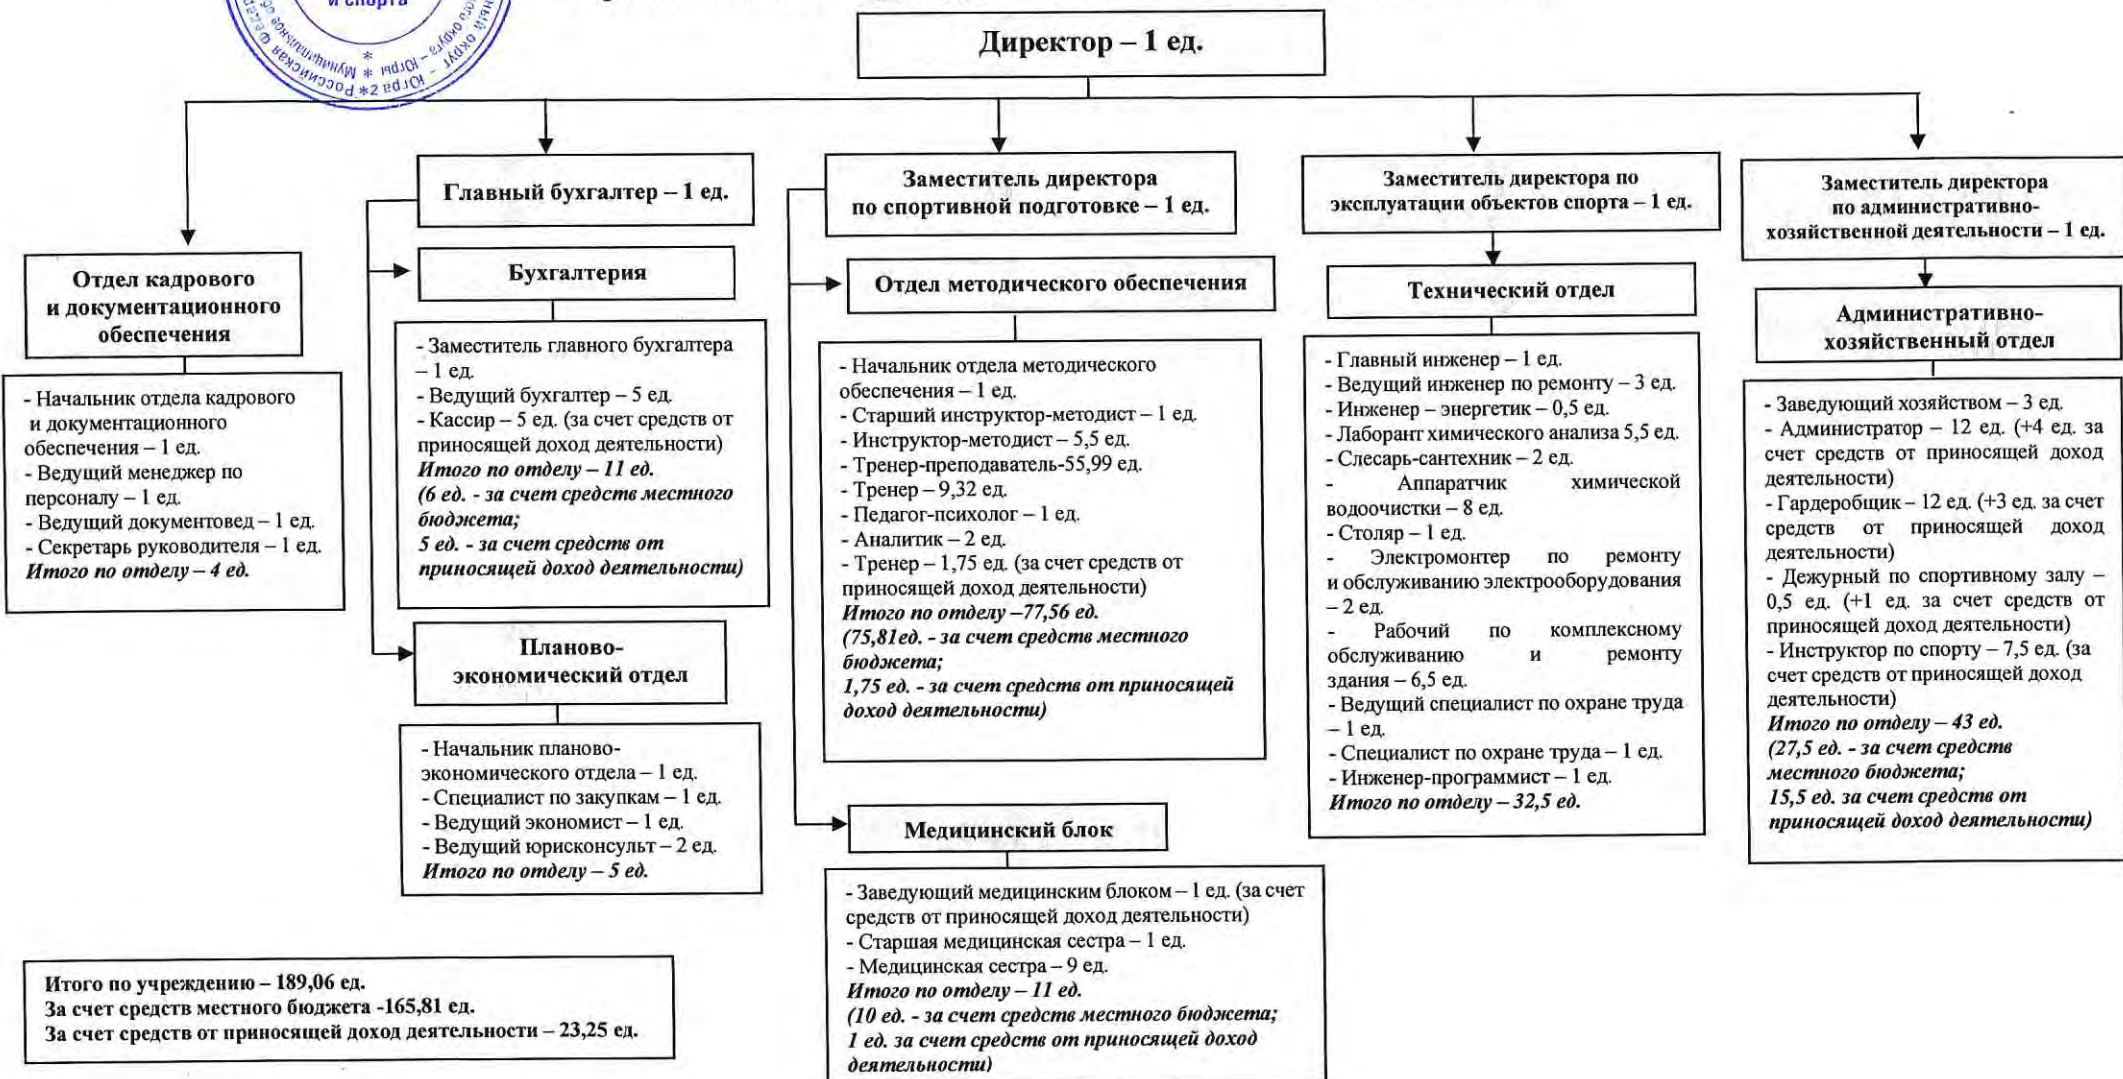 и спорта
Директор – 1 ед.
Главный бухгалтер – 1 ед.
Заместитель директора
по спортивной подготовке – 1 ед.
Заместитель директора по
эксплуатации объектов спорта – 1 ед.
Заместитель директора
по административно-
хозяйственной деятельности – 1 ед.
Отдел кадрового
и документационного
обеспечения
- Начальник отдела кадрового
и документационного
обеспечения – 1 ед.
- Ведущий менеджер по
персоналу – 1 ед.
- Ведущий документовед – 1 ед.
- Секретарь руководителя – 1 ед.
Итого по отделу – 4 ед.
Бухгалтерия
- Заместитель главного бухгалтера
– 1 ед.
- Ведущий бухгалтер – 5 ед.
- Кассир – 5 ед. (за счет средств от
приносящей доход деятельности)
Итого по отделу – 11 ед.
(6 ед. - за счет средств местного
бюджета;
5 ед. - за счет средств от
приносящей доход деятельности)
Планово-
экономический отдел
- Начальник планово-
экономического отдела – 1 ед.
- Специалист по закупкам – 1 ед.
- Ведущий экономист – 1 ед.
- Ведущий юрисконсульт – 2 ед.
Итого по отделу – 5 ед.
Отдел методического обеспечения
- Начальник отдела методического
обеспечения – 1 ед.
- Старший инструктор-методист – 1 ед.
- Инструктор-методист – 5,5 ед.
- Тренер-преподаватель-55,99 ед.
- Тренер – 9,32 ед.
- Педагог-психолог – 1 ед.
- Аналитик – 2 ед.
- Тренер – 1,75 ед. (за счет средств от
приносящей доход деятельности)
Итого по отделу –77,56 ед.
(75,81ед. - за счет средств местного
бюджета;
1,75 ед. - за счет средств от приносящей
доход деятельности)
Медицинский блок
- Заведующий медицинским блоком – 1 ед. (за счет
средств от приносящей доход деятельности)
- Старшая медицинская сестра – 1 ед.
- Медицинская сестра – 9 ед.
Итого по отделу – 11 ед.
(10 ед. - за счет средств местного бюджета;
1 ед. за счет средств от приносящей доход
деятельности)
Технический отдел
- Главный инженер – 1 ед.
- Ведущий инженер по ремонту – 3 ед.
- Инженер – энергетик – 0,5 ед.
- Лаборант химического анализа 5,5 ед.
- Слесарь-сантехник – 2 ед.
- Аппаратчик химической
водоочистки – 8 ед.
- Столяр – 1 ед.
- Электромонтер по ремонту
и обслуживанию электрооборудования
– 2 ед.
- Рабочий по комплексному
обслуживанию и ремонту
здания – 6,5 ед.
- Ведущий специалист по охране труда
– 1 ед.
- Специалист по охране труда – 1 ед.
- Инженер-программист – 1 ед.
Итого по отделу – 32,5 ед.
Административно-
хозяйственный отдел
- Заведующий хозяйством – 3 ед.
- Администратор – 12 ед. (+4 ед. за
счет средств от приносящей доход
деятельности)
- Гардеробщик – 12 ед. (+3 ед. за счет
средств от приносящей доход
деятельности)
- Дежурный по спортивному залу –
0,5 ед. (+1 ед. за счет средств от
приносящей доход деятельности)
- Инструктор по спорту – 7,5 ед. (за
счет средств от приносящей доход
деятельности)
Итого по отделу – 43 ед.
(27,5 ед. - за счет средств
местного бюджета;
15,5 ед. за счет средств от
приносящей доход деятельности)
Итого по учреждению – 189,06 ед.
За счет средств местного бюджета -165,81 ед.
За счет средств от приносящей доход деятельности – 23,25 ед.